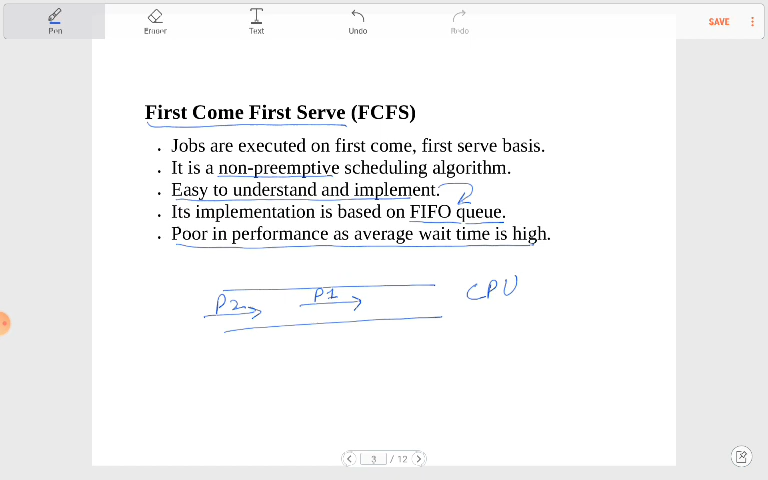 Pen Eraser Text Undo Redo SAVE
First Come First Serve (FCFS)
• Jobs are executed on first come, first serve basis.
• It is a non-preemptive scheduling algorithm.
• Easy to understand and implement.
• Its implementation is based on FIFO queue.
• Poor in performance as average wait time is high.
P2 P1 CPU
3 / 12